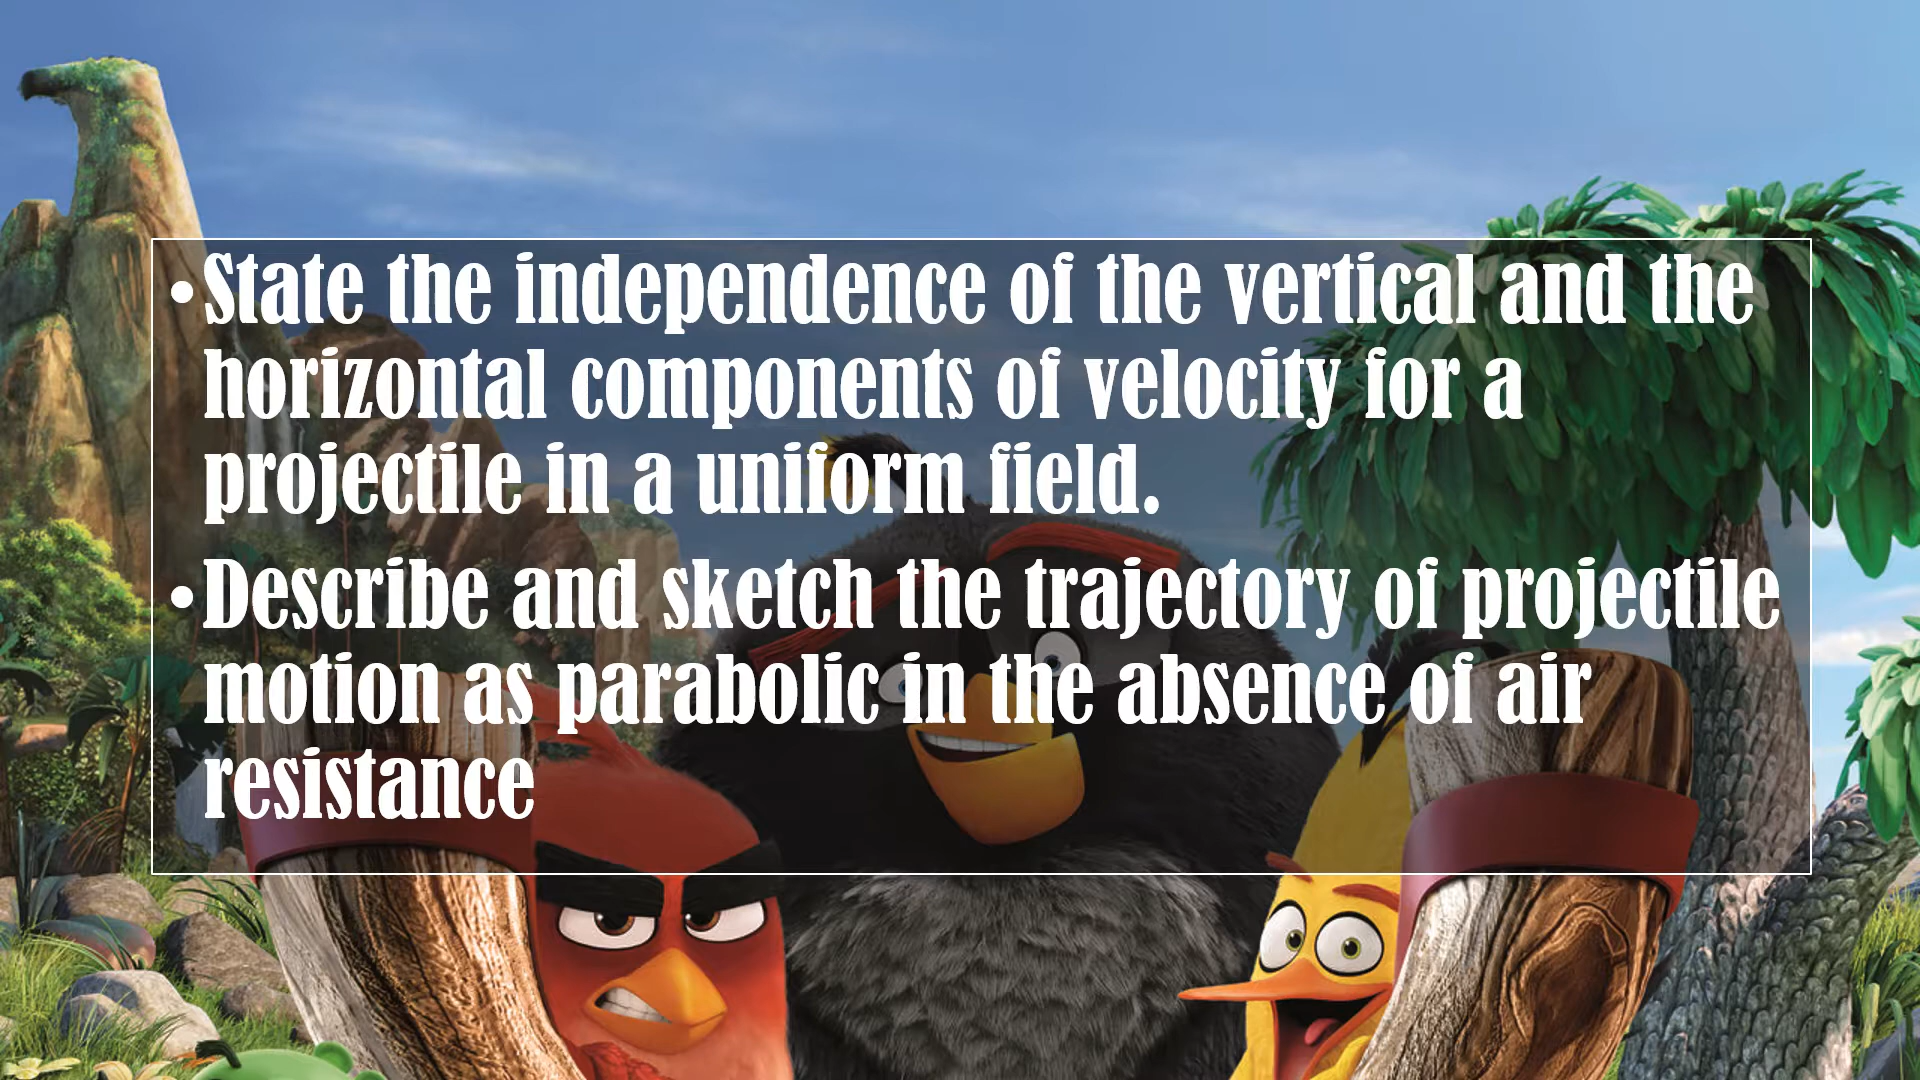 •State the independence of the vertical and the
horizontal components of velocity for a
projectile in a uniform field.
•Describe and sketch the trajectory of projectile
motion as parabolic in the absence of air
resistance